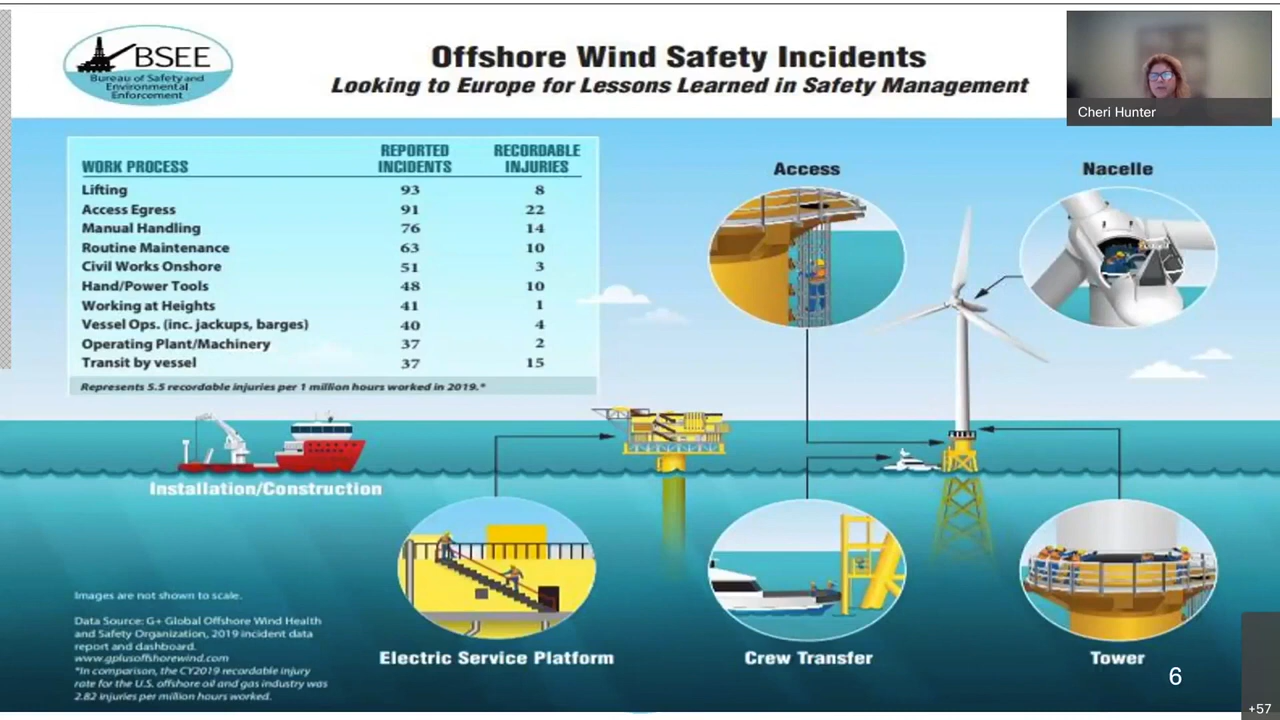 BSEE
Bureau of Safety and
Environmental
Enforcement
Offshore Wind Safety Incidents
Looking to Europe for Lessons Learned in Safety Management
Cheri Hunter
WORK PROCESS REPORTED INCIDENTS RECORDABLE INJURIES
Lifting 93 8
Access Egress 91 22
Manual Handling 76 14
Routine Maintenance 63 10
Civil Works Onshore 51 3
Hand/Power Tools 48 10
Working at Heights 41 1
Vessel Ops. (inc. jackups, barges) 40 4
Operating Plant/Machinery 37 2
Transit by vessel 37 15
Represents 5.5 recordable injuries per 1 million hours worked in 2019.*
Access
Nacelle
Installation/Construction
Electric Service Platform
Crew Transfer
Tower
Images are not shown to scale.
Data Source: G+ Global Offshore Wind Health
and Safety Organization, 2019 incident data
report and dashboard.
www.gplusoffshorewind.com
*In comparison, the CY2019 recordable injury
rate for the U.S. offshore oil and gas industry was
2.82 injuries per million hours worked.
6
+57